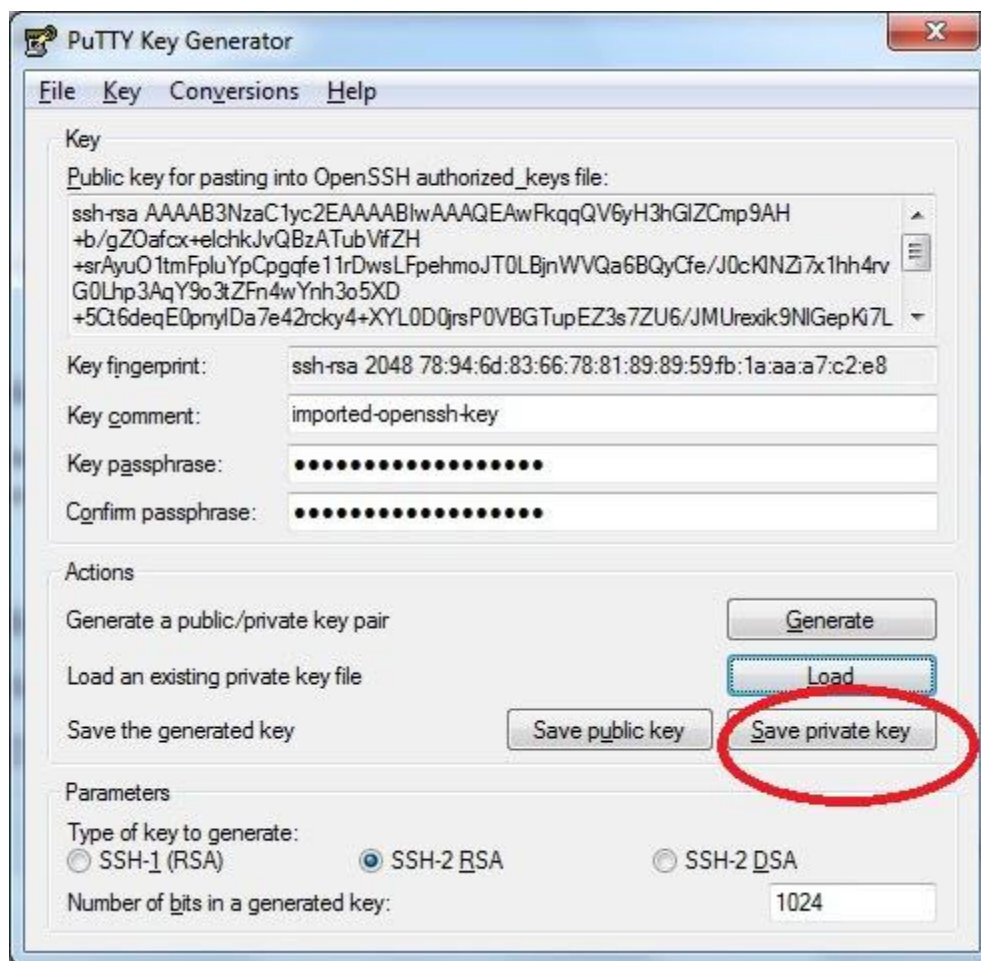 PuTTY Key Generator
File Key Conversions Help
Key
Public key for pasting into OpenSSH authorized_keys file:
ssh-rsa AAAAB3NzaC1yc2EAAAABIwAAAQEAwFkqqQV6yH3hGIZCmp9AH
+b/gZOafcx+elchkJvQBzATubVifZH
+srAyuO1tmFpluYpCpgqfe11rDwsLFpehmoJT0LBjnWVQa6BQyCfe/J0cKlNZi7x1hh4rv
G0Lhp3AqY9o3tZFn4wYnh3o5XD
+5Ct6deqE0pnylDa7e42rcky4+XYL0D0jrsP0VBGTupEZ3s7ZU6/JMUrexik9NlGepKi7L
Key fingerprint: ssh-rsa 2048 78:94:6d:83:66:78:81:89:89:59:fb:1a:aa:a7:c2:e8
Key comment: imported-openssh-key
Key passphrase:
Confirm passphrase:
Actions
Generate a public/private key pair Generate
Load an existing private key file Load
Save the generated key Save public key Save private key
Parameters
Type of key to generate:
SSH-1 (RSA) SSH-2 RSA SSH-2 DSA
Number of bits in a generated key: 1024